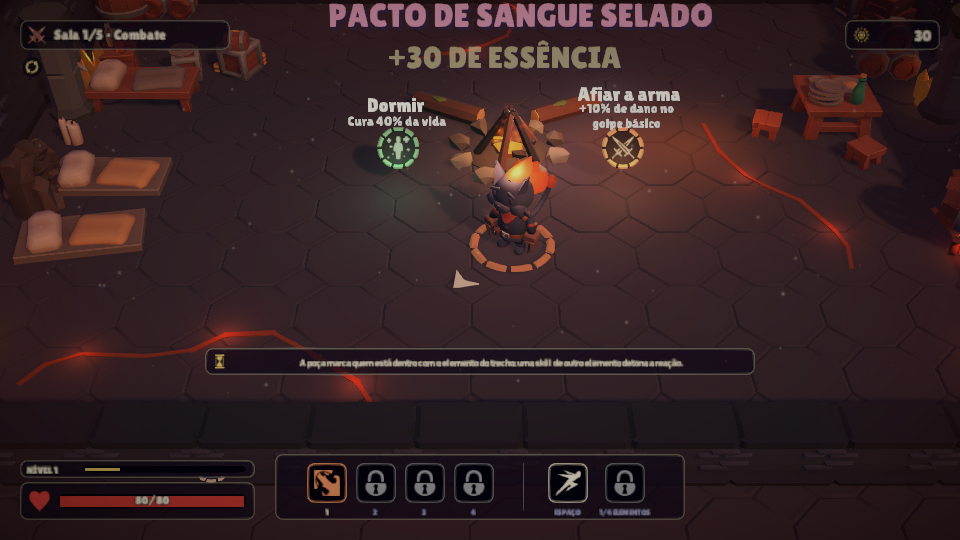 PACTO DE SANGUE SELADO
Sala 1/5 · Combate
30
+30 DE ESSÊNCIA
Dormir
Cura 40% da vida
Afiar a arma
+10% de dano no
golpe básico
A poça marca quem está dentro com o elemento do trecho: uma skill de outro elemento detona a reação.
NÍVEL 1
80/80
1
2
3
4
ESPAÇO
1/4 ELEMENTOS